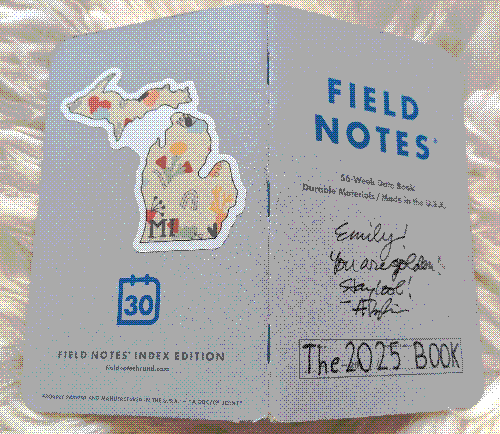 MI
30
FIELD NOTES® INDEX EDITION
fieldnotesbrand.com
FIELD
NOTES®
56-Week Date Book
Durable Materials / Made in the U.S.A.
Emily!
You are golden!
Stay cool!
The 2025 BOOK